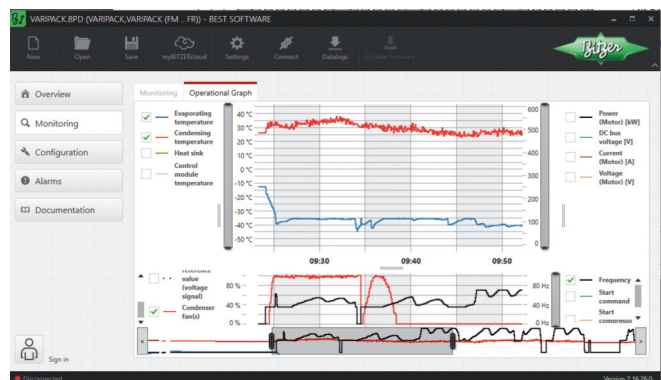 VARIPACK.BPD (VARIPACK,VARIPACK (FM .. FR)) - BEST SOFTWARE
New
Open
Save
myBITZERcloud
Settings
Connect
Datalogs
Update Firmware
Bitzer
Overview
Monitoring
Configuration
Alarms
Documentation
Sign in
Monitoring
Operational Graph
Evaporating
temperature
Condensing
temperature
Heat sink
Control
module
temperature
40 °C
30 °C
20 °C
10 °C
0 °C
-10 °C
-20 °C
-30 °C
-40 °C
-50 °C
600
500
400
300
200
100
0
Power
(Motor) [kW]
DC bus
voltage [V]
Current
(Motor) [A]
Voltage
(Motor) [V]
09:30
09:40
09:50
reference
value
(voltage
signal)
Condenser
fan(s)
80 %
40 %
0 %
80 Hz
40 Hz
0 Hz
Frequency
Start
command
Start
compresso
Disconnected
Version 2.16.26.0